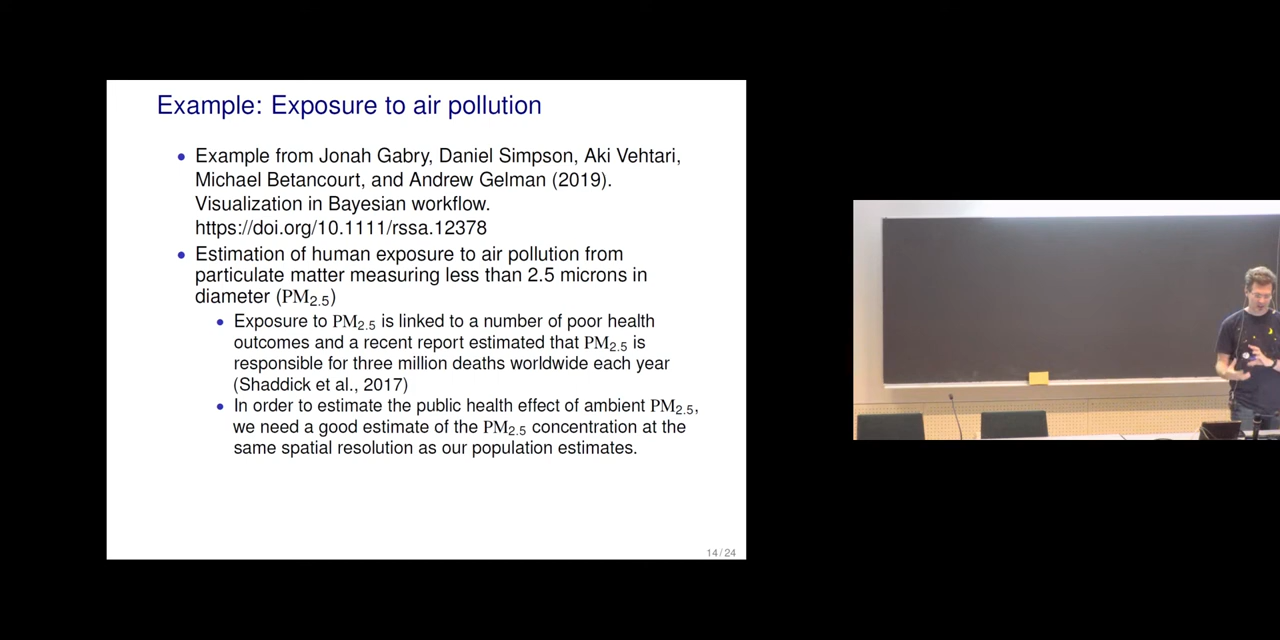 Example: Exposure to air pollution
• Example from Jonah Gabry, Daniel Simpson, Aki Vehtari,
Michael Betancourt, and Andrew Gelman (2019).
Visualization in Bayesian workflow.
https://doi.org/10.1111/rssa.12378
• Estimation of human exposure to air pollution from
particulate matter measuring less than 2.5 microns in
diameter (PM2.5)
• Exposure to PM2.5 is linked to a number of poor health
outcomes and a recent report estimated that PM2.5 is
responsible for three million deaths worldwide each year
(Shaddick et al., 2017)
• In order to estimate the public health effect of ambient PM2.5,
we need a good estimate of the PM2.5 concentration at the
same spatial resolution as our population estimates.
14 / 24